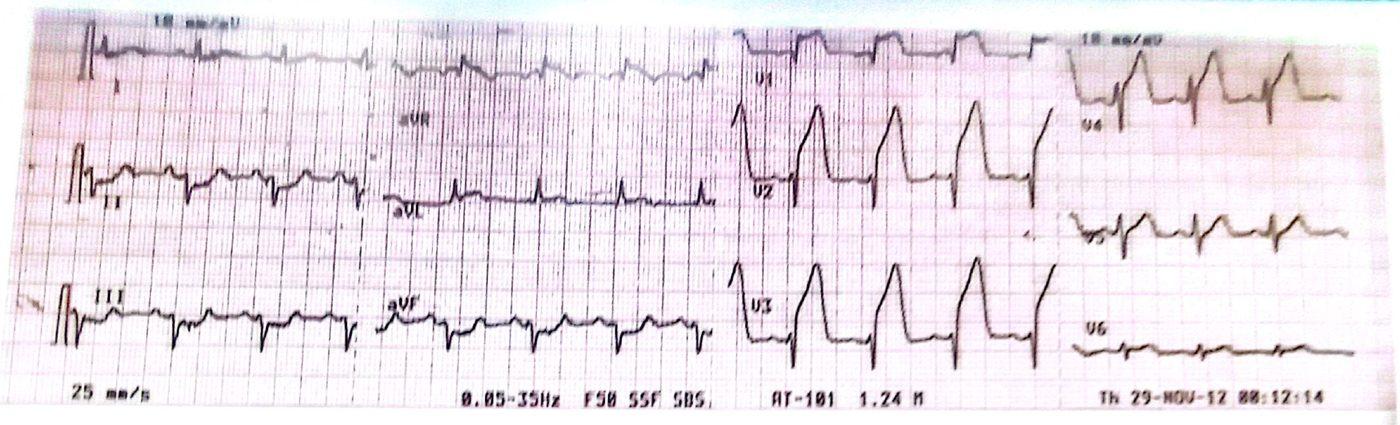 10 mm/mV 10 mm/mV
I aVR V1 V4
II aVL V2 V5
III aVF V3 V6
25 mm/s 0.05-35Hz F50 SSF SBS AT-101 1.24 M Th 29-NOV-12 00:12:14